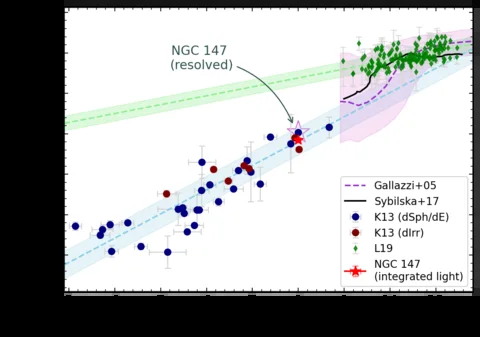 NGC 147
(resolved)
Gallazzi+05
Sybilska+17
K13 (dSph/dE)
K13 (dIrr)
L19
NGC 147
(integrated light)